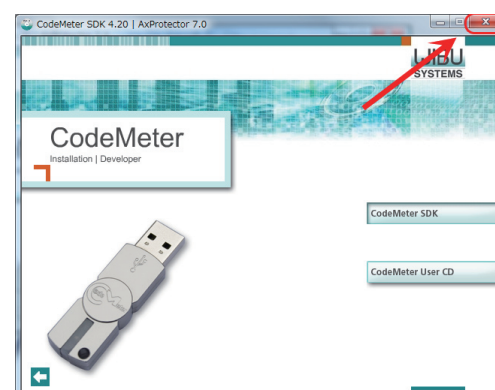 CodeMeter SDK 4.20 | AxProtector 7.0
WIBU
SYSTEMS
CodeMeter
Installation | Developer
CodeMeter SDK
CodeMeter User CD